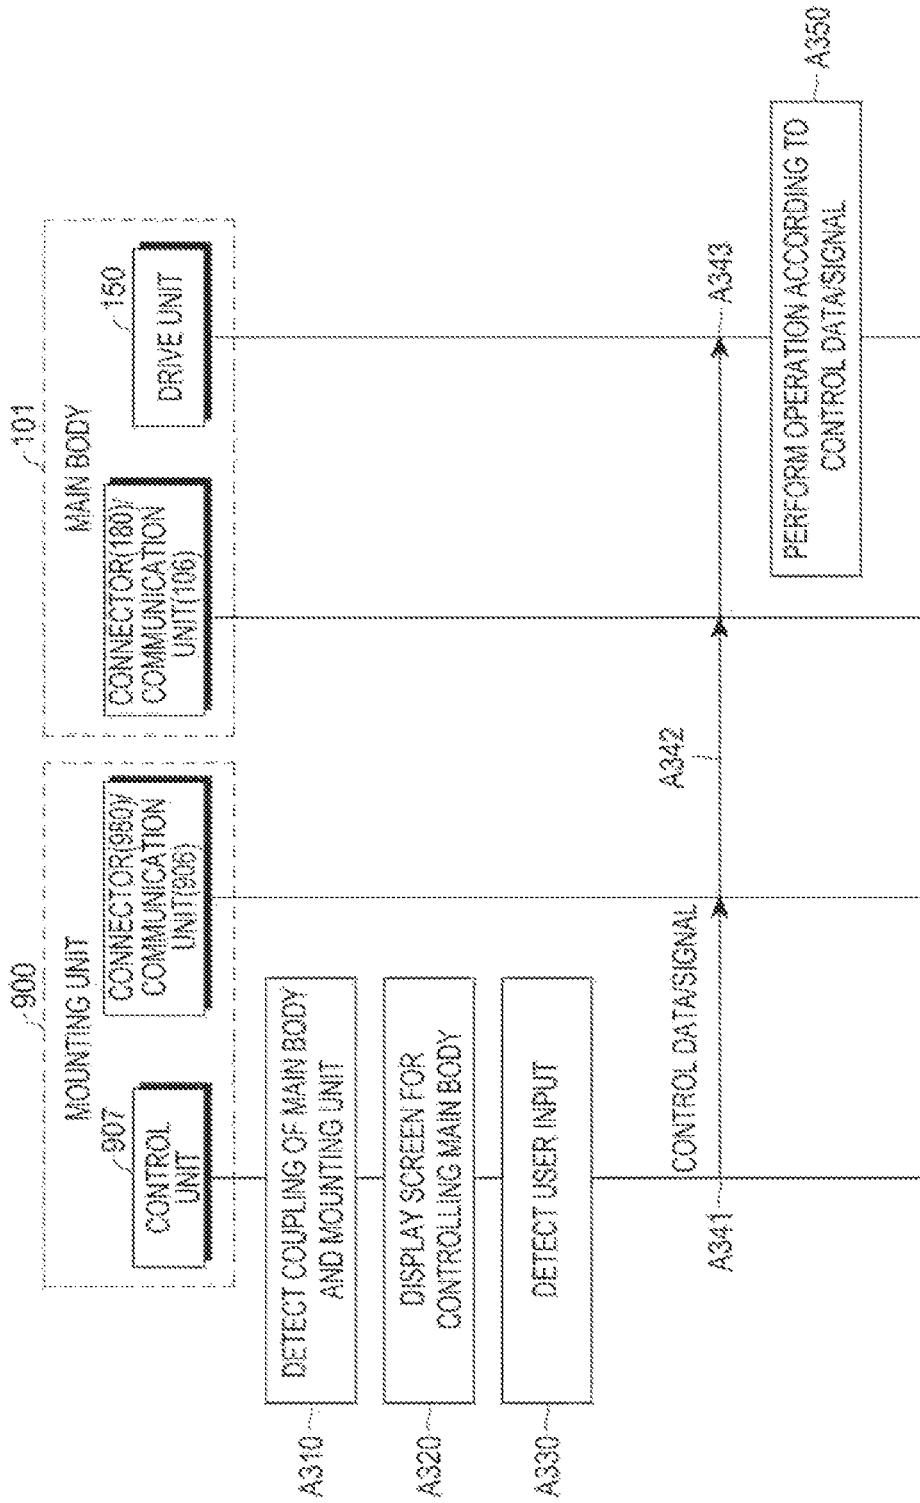 900
MOUNTING UNIT
907
CONTROL
UNIT
CONNECTOR(980)/
COMMUNICATION
UNIT(906)
101
MAIN BODY
CONNECTOR(180)/
COMMUNICATION
UNIT(106)
150
DRIVE UNIT
A310
DETECT COUPLING OF MAIN BODY
AND MOUNTING UNIT
A320
DISPLAY SCREEN FOR
CONTROLLING MAIN BODY
A330
DETECT USER INPUT
CONTROL DATA/SIGNAL
A341
A342
A343
PERFORM OPERATION ACCORDING TO
CONTROL DATA/SIGNAL
A350